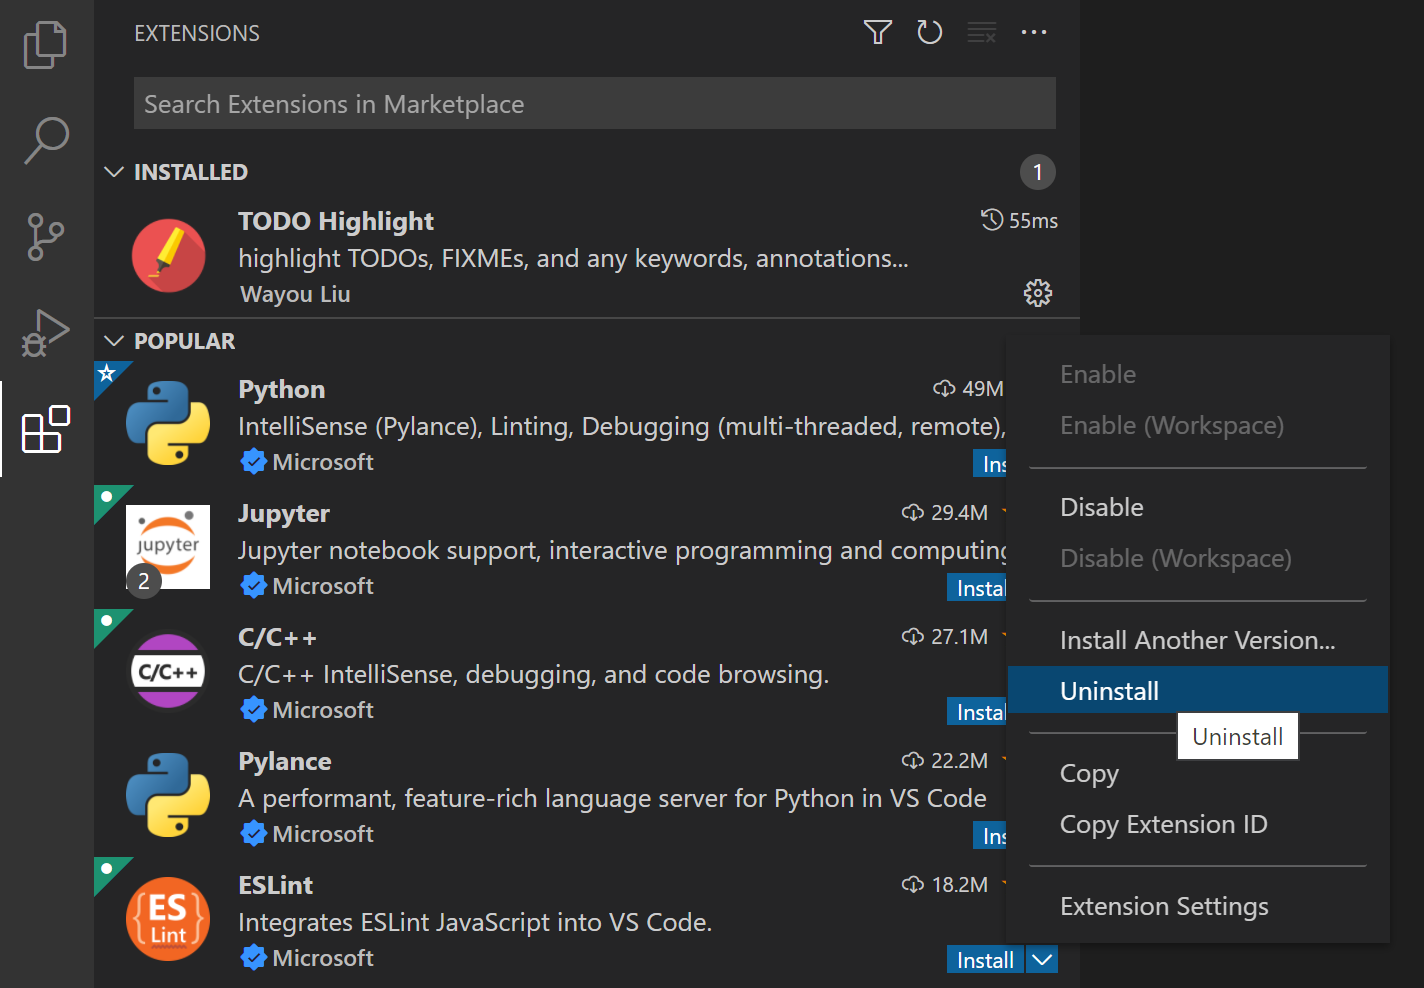 EXTENSIONS
Search Extensions in Marketplace
INSTALLED
1
TODO Highlight
55ms
highlight TODOs, FIXMEs, and any keywords, annotations...
Wayou Liu
POPULAR
Python
49M
IntelliSense (Pylance), Linting, Debugging (multi-threaded, remote),
Microsoft
Ins
jupyter
2
Jupyter
29.4M
Jupyter notebook support, interactive programming and computing
Microsoft
Instal
C/C++
C/C++
27.1M
C/C++ IntelliSense, debugging, and code browsing.
Microsoft
Instal
Pylance
22.2M
A performant, feature-rich language server for Python in VS Code
Microsoft
Ins
{ES}
Lint
ESLint
18.2M
Integrates ESLint JavaScript into VS Code.
Microsoft
Install
Enable
Enable (Workspace)
Disable
Disable (Workspace)
Install Another Version...
Uninstall
Uninstall
Copy
Copy Extension ID
Extension Settings